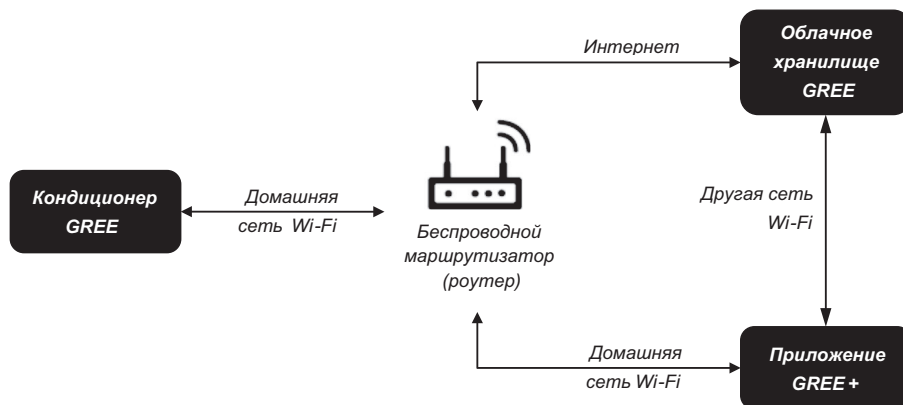 Интернет
Облачное
хранилище
GREE
Кондиционер
GREE
Домашняя
сеть Wi-Fi
Беспроводной
маршрутизатор
(роутер)
Другая сеть
Wi-Fi
Домашняя
сеть Wi-Fi
Приложение
GREE +